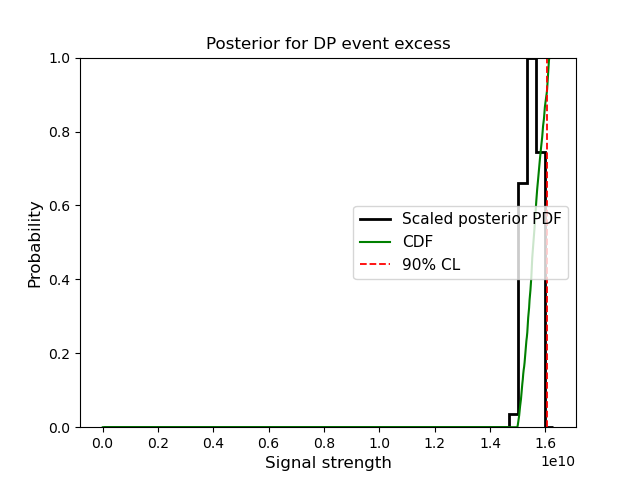 Posterior for DP event excess
Probability
1.0
0.8
0.6
0.4
0.2
0.0
Scaled posterior PDF
CDF
90% CL
0.0 0.2 0.4 0.6 0.8 1.0 1.2 1.4 1.6
1e10
Signal strength